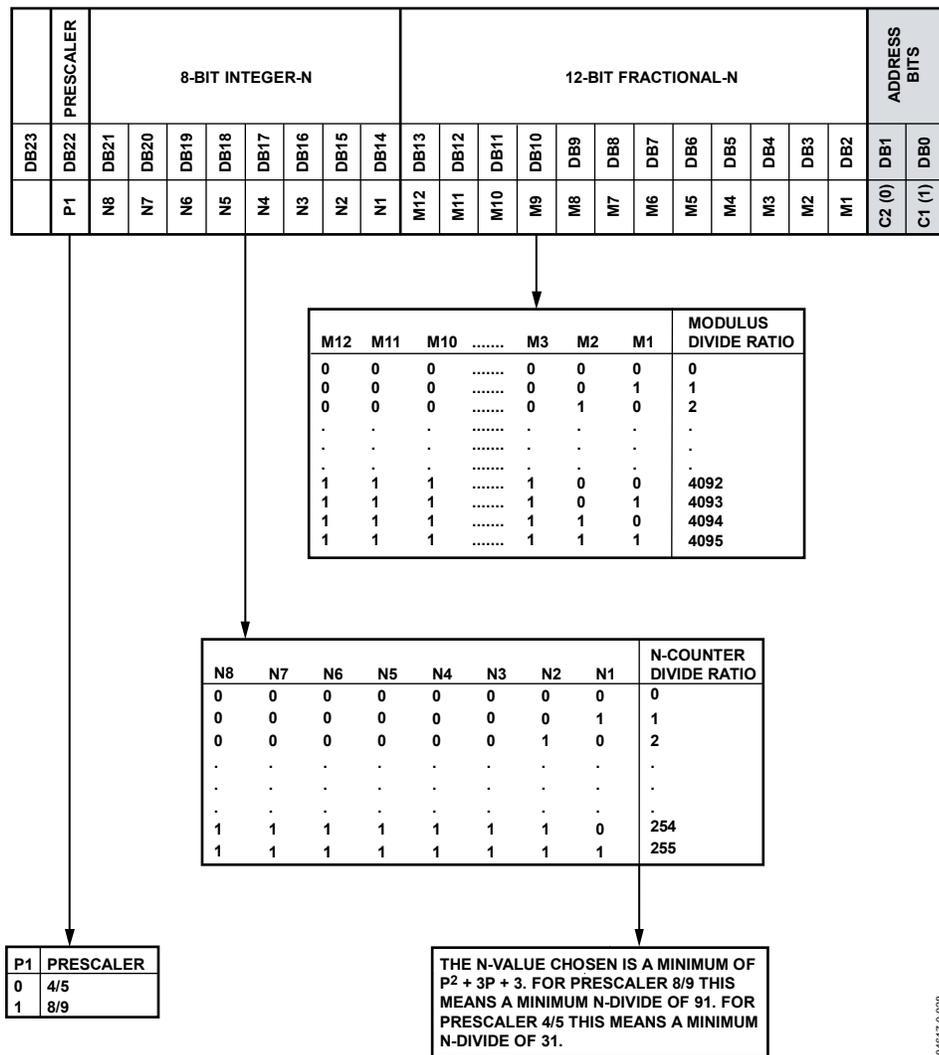 PRESCALER
8-BIT INTEGER-N
12-BIT FRACTIONAL-N
ADDRESS
BITS
DB23 DB22 DB21 DB20 DB19 DB18 DB17 DB16 DB15 DB14 DB13 DB12 DB11 DB10 DB9 DB8 DB7 DB6 DB5 DB4 DB3 DB2 DB1 DB0
P1 N8 N7 N6 N5 N4 N3 N2 N1 M12 M11 M10 M9 M8 M7 M6 M5 M4 M3 M2 M1 C2 (0) C1 (1)
MODULUS
M12 M11 M10 ....... M3 M2 M1 DIVIDE RATIO
0 0 0 ....... 0 0 0 0
0 0 0 ....... 0 0 1 1
0 0 0 ....... 0 1 0 2
. . . ....... . . . .
. . . ....... . . . .
. . . ....... . . . .
1 1 1 ....... 1 0 0 4092
1 1 1 ....... 1 0 1 4093
1 1 1 ....... 1 1 0 4094
1 1 1 ....... 1 1 1 4095
N-COUNTER
N8 N7 N6 N5 N4 N3 N2 N1 DIVIDE RATIO
0 0 0 0 0 0 0 0 0
0 0 0 0 0 0 0 1 1
0 0 0 0 0 0 1 0 2
. . . . . . . . .
. . . . . . . . .
. . . . . . . . .
1 1 1 1 1 1 1 0 254
1 1 1 1 1 1 1 1 255
P1 PRESCALER
0 4/5
1 8/9
THE N-VALUE CHOSEN IS A MINIMUM OF
P² + 3P + 3. FOR PRESCALER 8/9 THIS
MEANS A MINIMUM N-DIVIDE OF 91. FOR
PRESCALER 4/5 THIS MEANS A MINIMUM
N-DIVIDE OF 31.